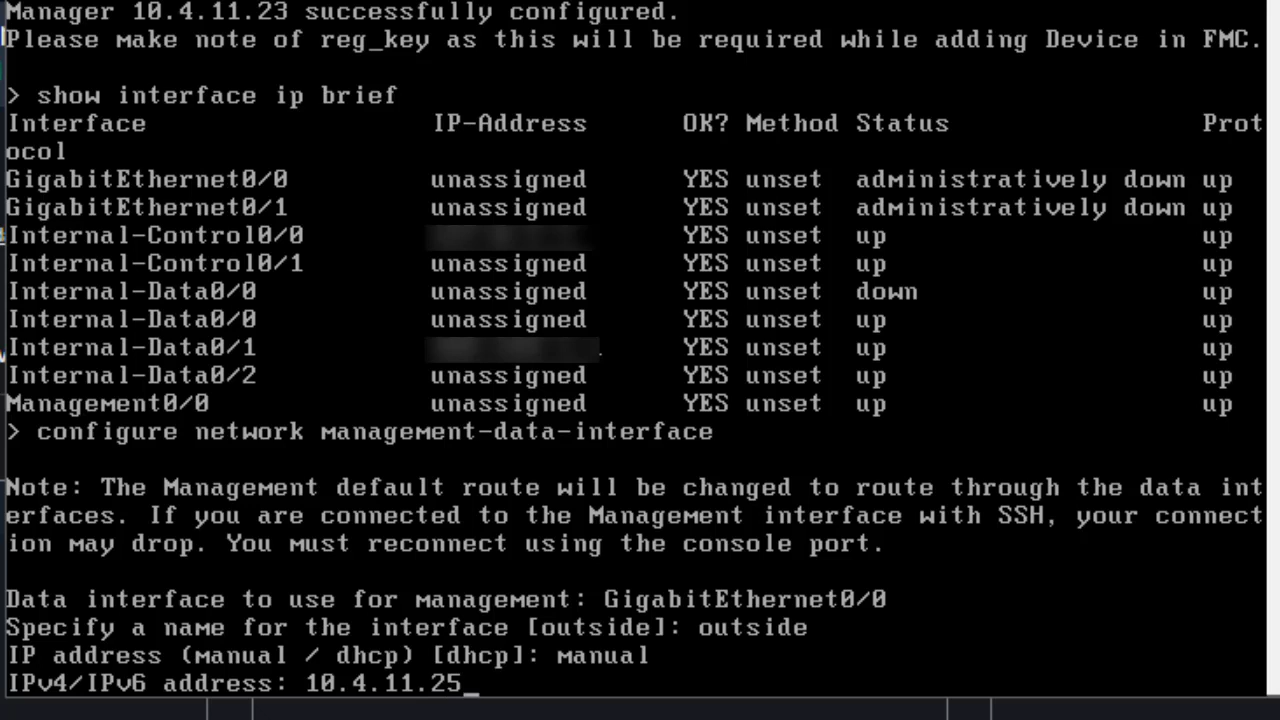 Manager 10.4.11.23 successfully configured.
Please make note of reg_key as this will be required while adding Device in FMC.
> show interface ip brief
Interface IP-Address OK? Method Status Prot
ocol
GigabitEthernet0/0 unassigned YES unset administratively down up
GigabitEthernet0/1 unassigned YES unset administratively down up
Internal-Control0/0 YES unset up up
Internal-Control0/1 unassigned YES unset up up
Internal-Data0/0 unassigned YES unset down up
Internal-Data0/0 unassigned YES unset up up
Internal-Data0/1 YES unset up up
Internal-Data0/2 unassigned YES unset up up
Management0/0 unassigned YES unset up up
> configure network management-data-interface
Note: The Management default route will be changed to route through the data int
erfaces. If you are connected to the Management interface with SSH, your connect
ion may drop. You must reconnect using the console port.
Data interface to use for management: GigabitEthernet0/0
Specify a name for the interface [outside]: outside
IP address (manual / dhcp) [dhcp]: manual
IPv4/IPv6 address: 10.4.11.25_